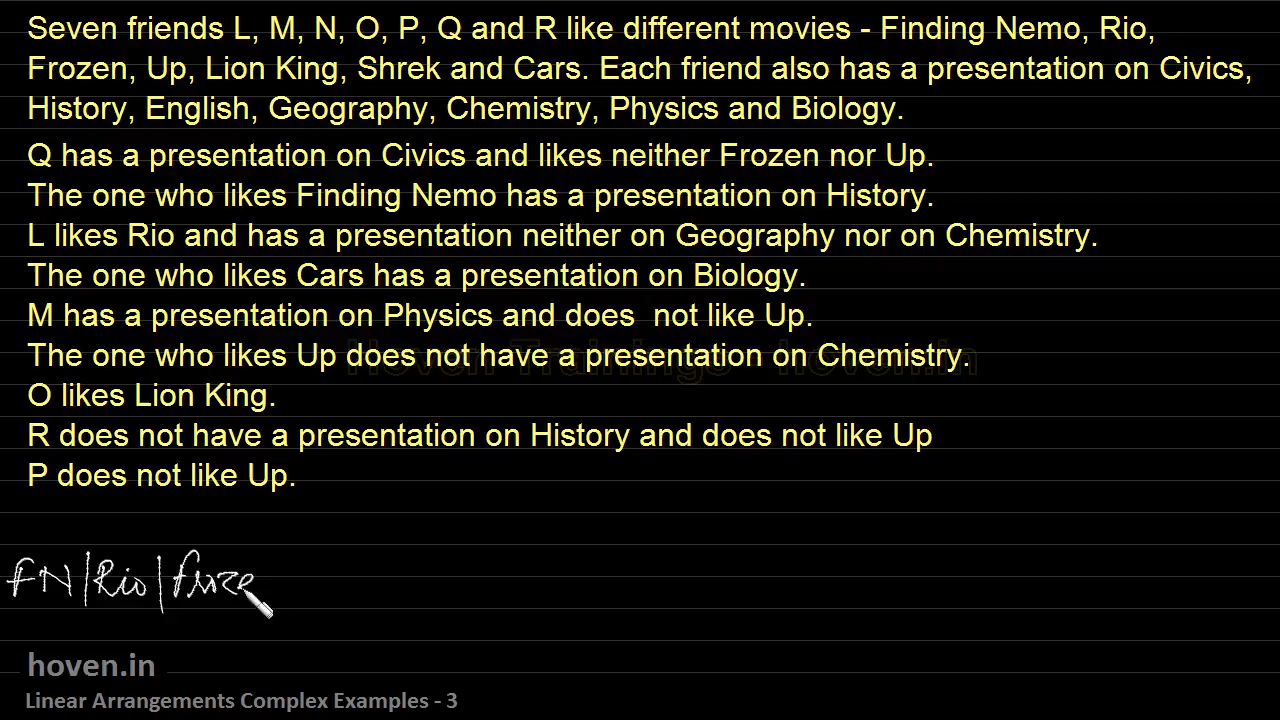 Seven friends L, M, N, O, P, Q and R like different movies - Finding Nemo, Rio,
Frozen, Up, Lion King, Shrek and Cars. Each friend also has a presentation on Civics,
History, English, Geography, Chemistry, Physics and Biology.
Q has a presentation on Civics and likes neither Frozen nor Up.
The one who likes Finding Nemo has a presentation on History.
L likes Rio and has a presentation neither on Geography nor on Chemistry.
The one who likes Cars has a presentation on Biology.
M has a presentation on Physics and does  not like Up.
Hoven Trainings - hoven.in
The one who likes Up does not have a presentation on Chemistry.
O likes Lion King.
R does not have a presentation on History and does not like Up
P does not like Up.
FN|Rio|Froze
hoven.in
Linear Arrangements Complex Examples - 3